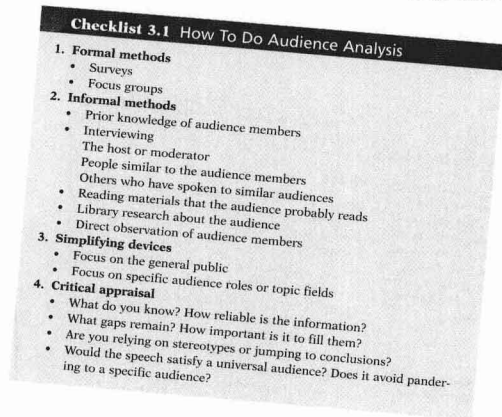 Checklist 3.1 How To Do Audience Analysis
1. Formal methods
• Surveys
• Focus groups
2. Informal methods
• Prior knowledge of audience members
• Interviewing
The host or moderator
People similar to the audience members
Others who have spoken to similar audiences
• Reading materials that the audience probably reads
• Library research about the audience
• Direct observation of audience members
3. Simplifying devices
• Focus on the general public
• Focus on specific audience roles or topic fields
4. Critical appraisal
• What do you know? How reliable is the information?
• What gaps remain? How important is it to fill them?
• Are you relying on stereotypes or jumping to conclusions?
• Would the speech satisfy a universal audience? Does it avoid pander-
ing to a specific audience?